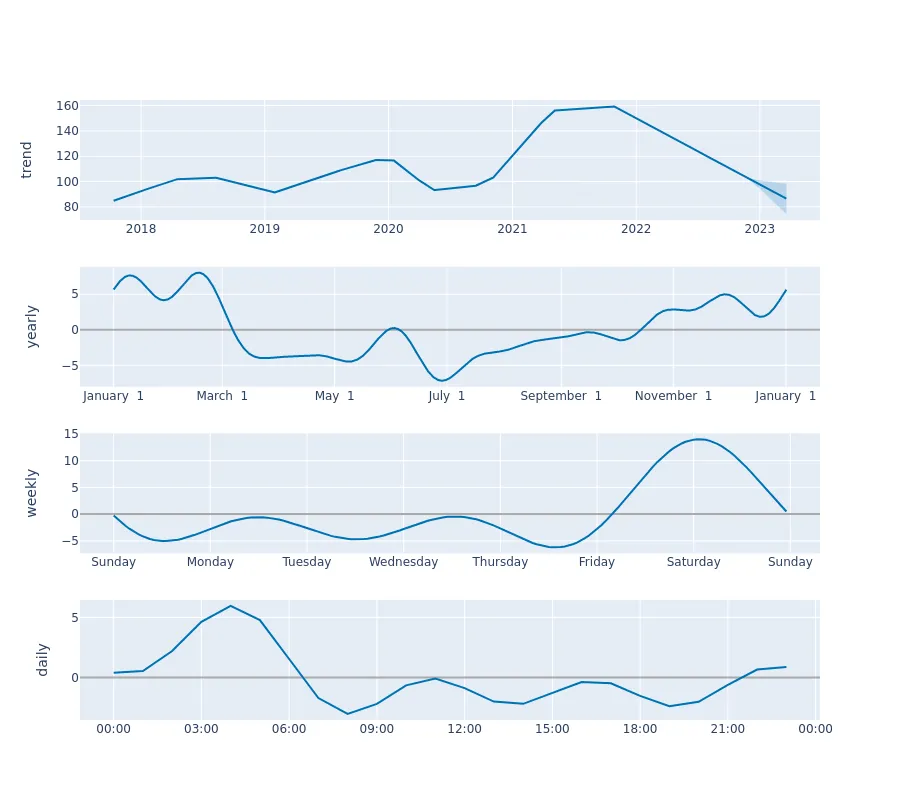 160
140
120
100
80
trend
2018 2019 2020 2021 2022 2023
5
0
−5
yearly
January 1 March 1 May 1 July 1 September 1 November 1 January 1
15
10
5
0
−5
weekly
Sunday Monday Tuesday Wednesday Thursday Friday Saturday Sunday
5
0
daily
00:00 03:00 06:00 09:00 12:00 15:00 18:00 21:00 00:00